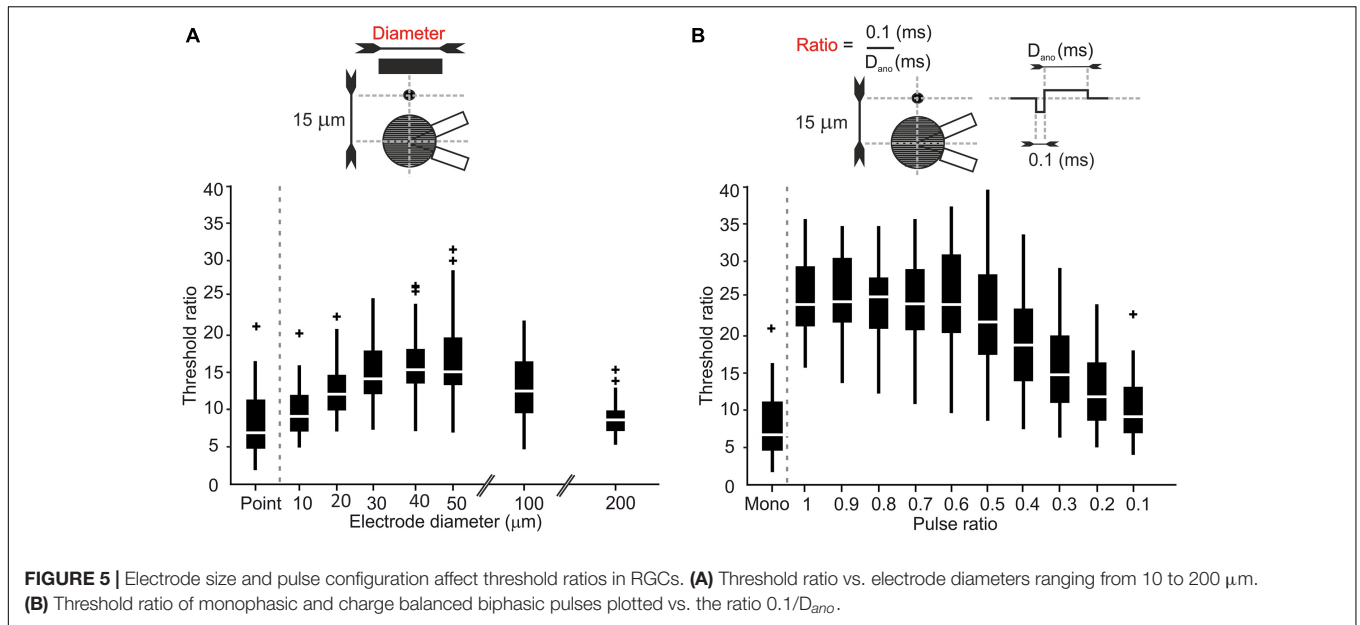 A
Diameter
15 µm
Threshold ratio
40
35
30
25
20
15
10
5
0
Point 10 20 30 40 50 100 200
Electrode diameter (µm)
B
Ratio = 0.1 (ms)
Dano (ms)
Dano (ms)
15 µm
0.1 (ms)
Threshold ratio
40
35
30
25
20
15
10
5
0
Mono 1 0.9 0.8 0.7 0.6 0.5 0.4 0.3 0.2 0.1
Pulse ratio
FIGURE 5 | Electrode size and pulse configuration affect threshold ratios in RGCs. (A) Threshold ratio vs. electrode diameters ranging from 10 to 200 µm.
(B) Threshold ratio of monophasic and charge balanced biphasic pulses plotted vs. the ratio 0.1/Dano.